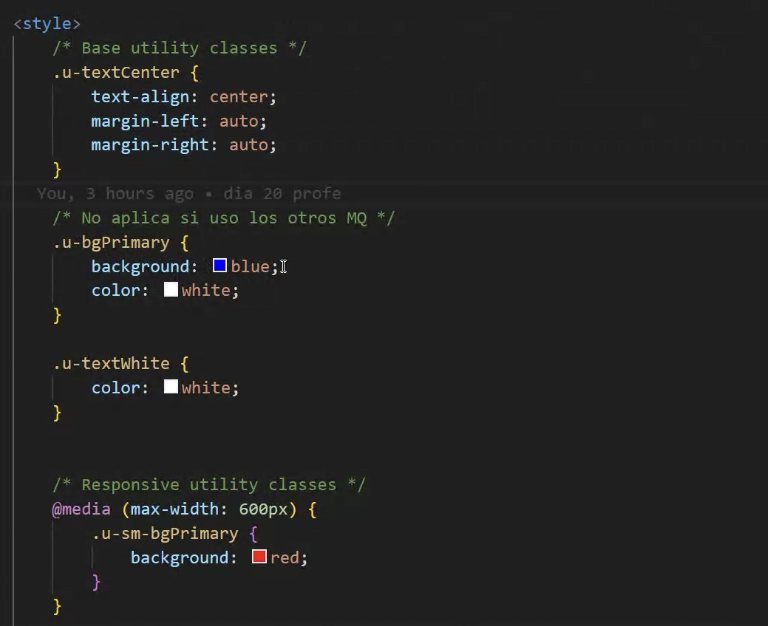 <style>
/* Base utility classes */
.u-textCenter {
text-align: center;
margin-left: auto;
margin-right: auto;
}
You, 3 hours ago • dia 20 profe
/* No aplica si uso los otros MQ */
.u-bgPrimary {
background: blue;
color: white;
}
.u-textWhite {
color: white;
}
/* Responsive utility classes */
@media (max-width: 600px) {
.u-sm-bgPrimary {
background: red;
}
}